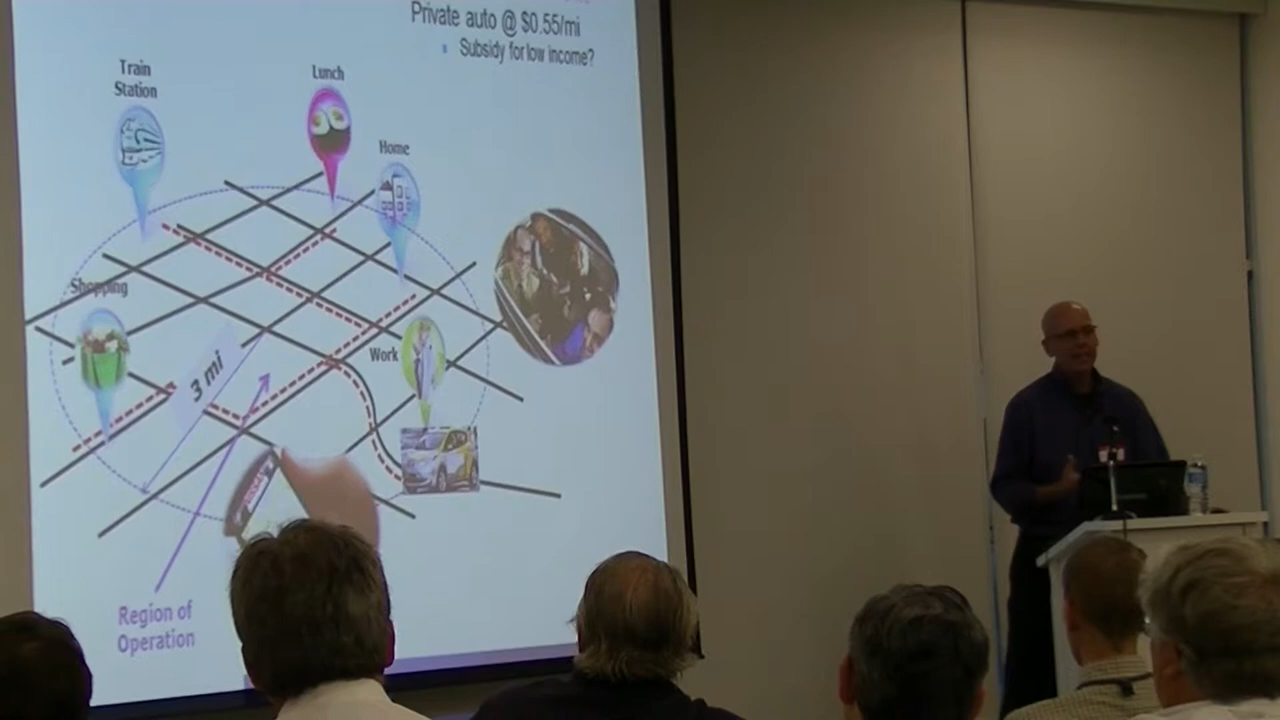 Private auto @ $0.55/mi
Subsidy for low income?
Train
Station
Lunch
Home
Shopping
Work
3 mi
Region of
Operation